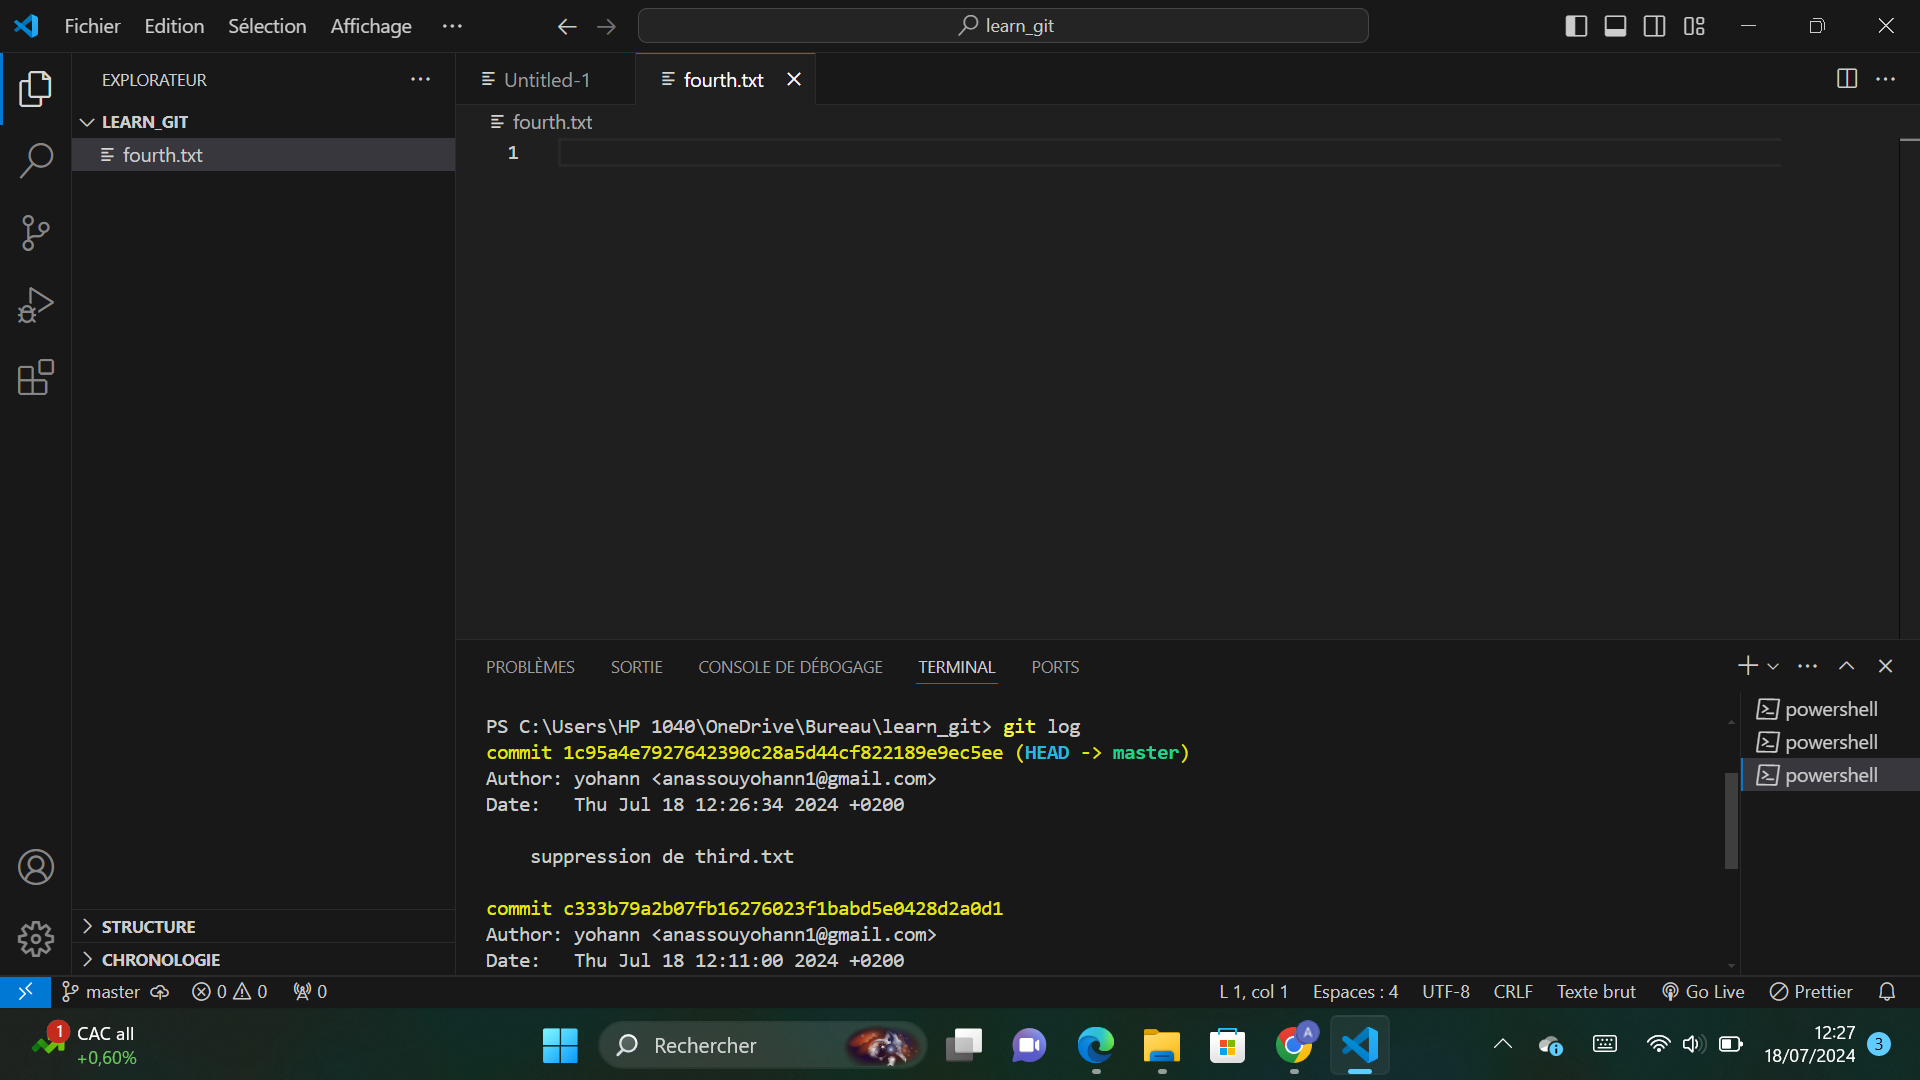 Fichier Edition Sélection Affichage ··· learn_git
EXPLORATEUR ···
LEARN_GIT
fourth.txt
STRUCTURE
CHRONOLOGIE
Untitled-1 fourth.txt
fourth.txt
1
PROBLÈMES SORTIE CONSOLE DE DÉBOGAGE TERMINAL PORTS
PS C:\Users\HP 1040\OneDrive\Bureau\learn_git> git log
commit 1c95a4e7927642390c28a5d44cf822189e9ec5ee (HEAD -> master)
Author: yohann <anassouyohann1@gmail.com>
Date:   Thu Jul 18 12:26:34 2024 +0200
suppression de third.txt
commit c333b79a2b07fb16276023f1babd5e0428d2a0d1
Author: yohann <anassouyohann1@gmail.com>
Date:   Thu Jul 18 12:11:00 2024 +0200
powershell
powershell
powershell
master 0 0 0 L 1, col 1 Espaces : 4 UTF-8 CRLF Texte brut Go Live Prettier
1 CAC all
+0,60%
Rechercher
A
12:27
18/07/2024
3